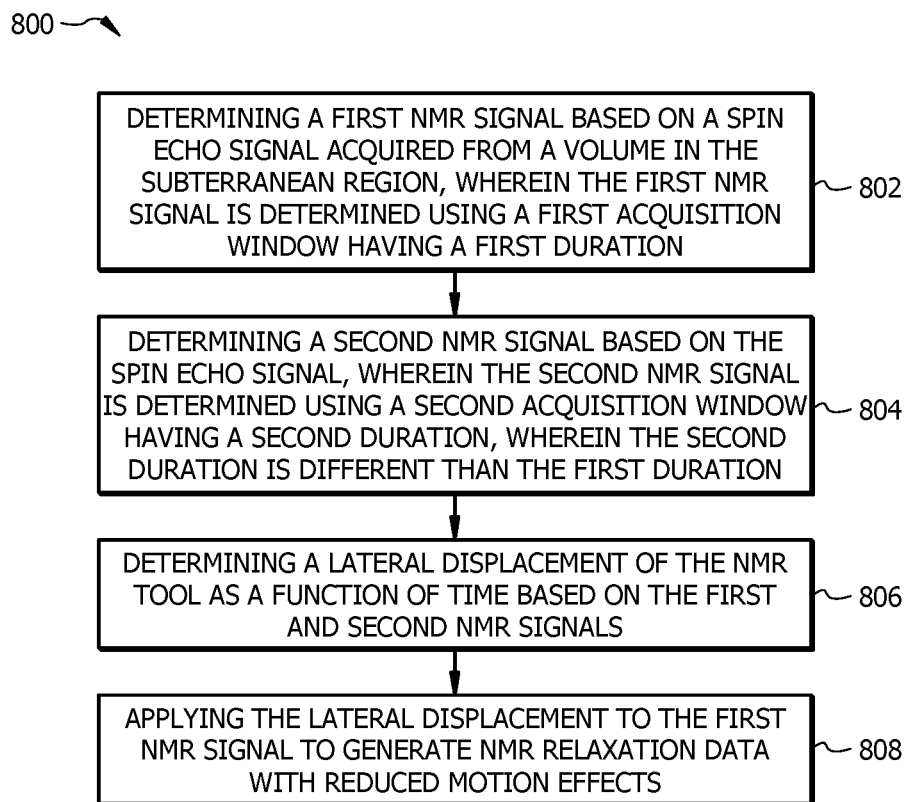 800
DETERMINING A FIRST NMR SIGNAL BASED ON A SPIN
ECHO SIGNAL ACQUIRED FROM A VOLUME IN THE
SUBTERRANEAN REGION, WHEREIN THE FIRST NMR
SIGNAL IS DETERMINED USING A FIRST ACQUISITION
WINDOW HAVING A FIRST DURATION
802
DETERMINING A SECOND NMR SIGNAL BASED ON THE
SPIN ECHO SIGNAL, WHEREIN THE SECOND NMR SIGNAL
IS DETERMINED USING A SECOND ACQUISITION WINDOW
HAVING A SECOND DURATION, WHEREIN THE SECOND
DURATION IS DIFFERENT THAN THE FIRST DURATION
804
DETERMINING A LATERAL DISPLACEMENT OF THE NMR
TOOL AS A FUNCTION OF TIME BASED ON THE FIRST
AND SECOND NMR SIGNALS
806
APPLYING THE LATERAL DISPLACEMENT TO THE FIRST
NMR SIGNAL TO GENERATE NMR RELAXATION DATA
WITH REDUCED MOTION EFFECTS
808